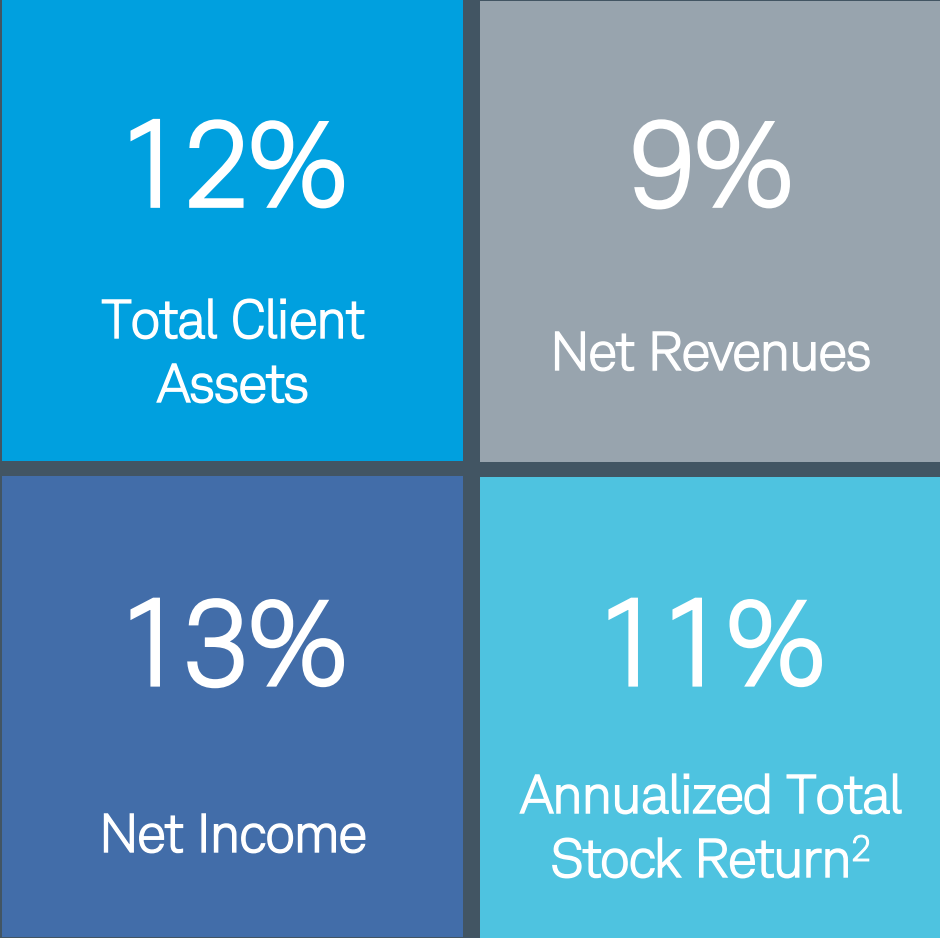 12%
Total Client
Assets
9%
Net Revenues
13%
Net Income
11%
Annualized Total
Stock Return²